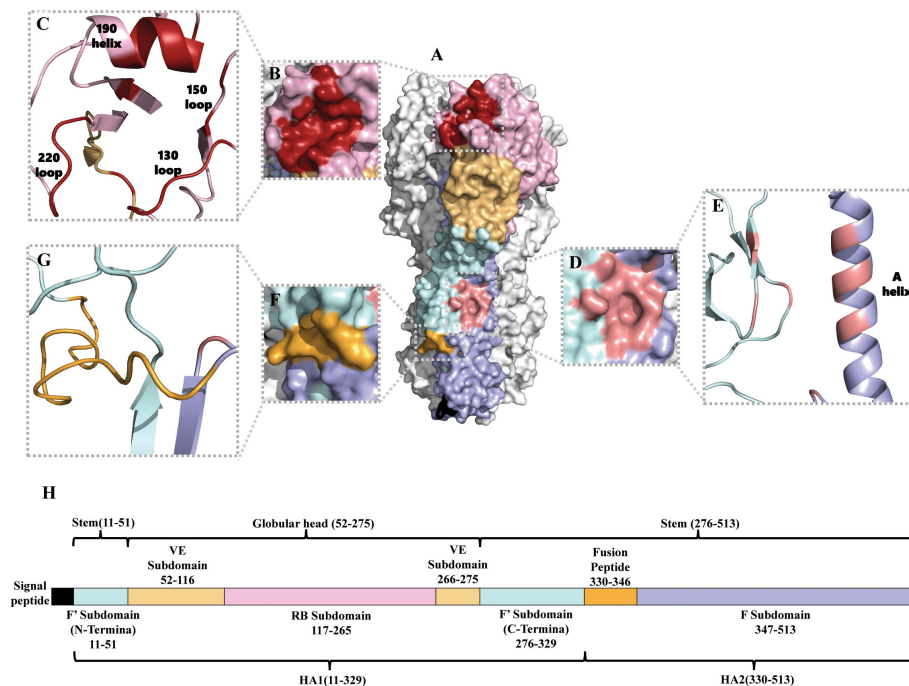 A
B
C
190
helix
150
loop
220
loop
130
loop
D
E
A
helix
F
G
H
Stem(11-51)
Globular head (52-275)
Stem (276-513)
VE
Subdomain
52-116
VE
Subdomain
266-275
Fusion
Peptide
330-346
Signal
peptide
F' Subdomain
(N-Termina)
11-51
RB Subdomain
117-265
F' Subdomain
(C-Termina)
276-329
F Subdomain
347-513
HA1(11-329)
HA2(330-513)